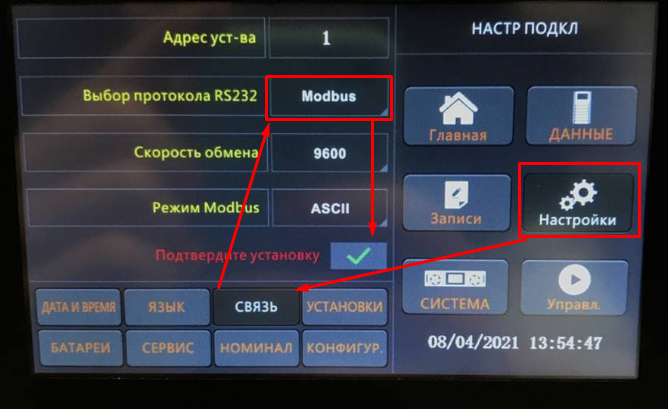 Адрес уст-ва 1
НАСТР ПОДКЛ
Выбор протокола RS232 Modbus
Главная
ДАННЫЕ
Скорость обмена 9600
Режим Modbus ASCII
Записи
Настройки
Подтвердите установку
СИСТЕМА
Управл.
ДАТА И ВРЕМЯ
ЯЗЫК
СВЯЗЬ
УСТАНОВКИ
БАТАРЕИ
СЕРВИС
НОМИНАЛ
КОНФИГУР.
08/04/2021 13:54:47